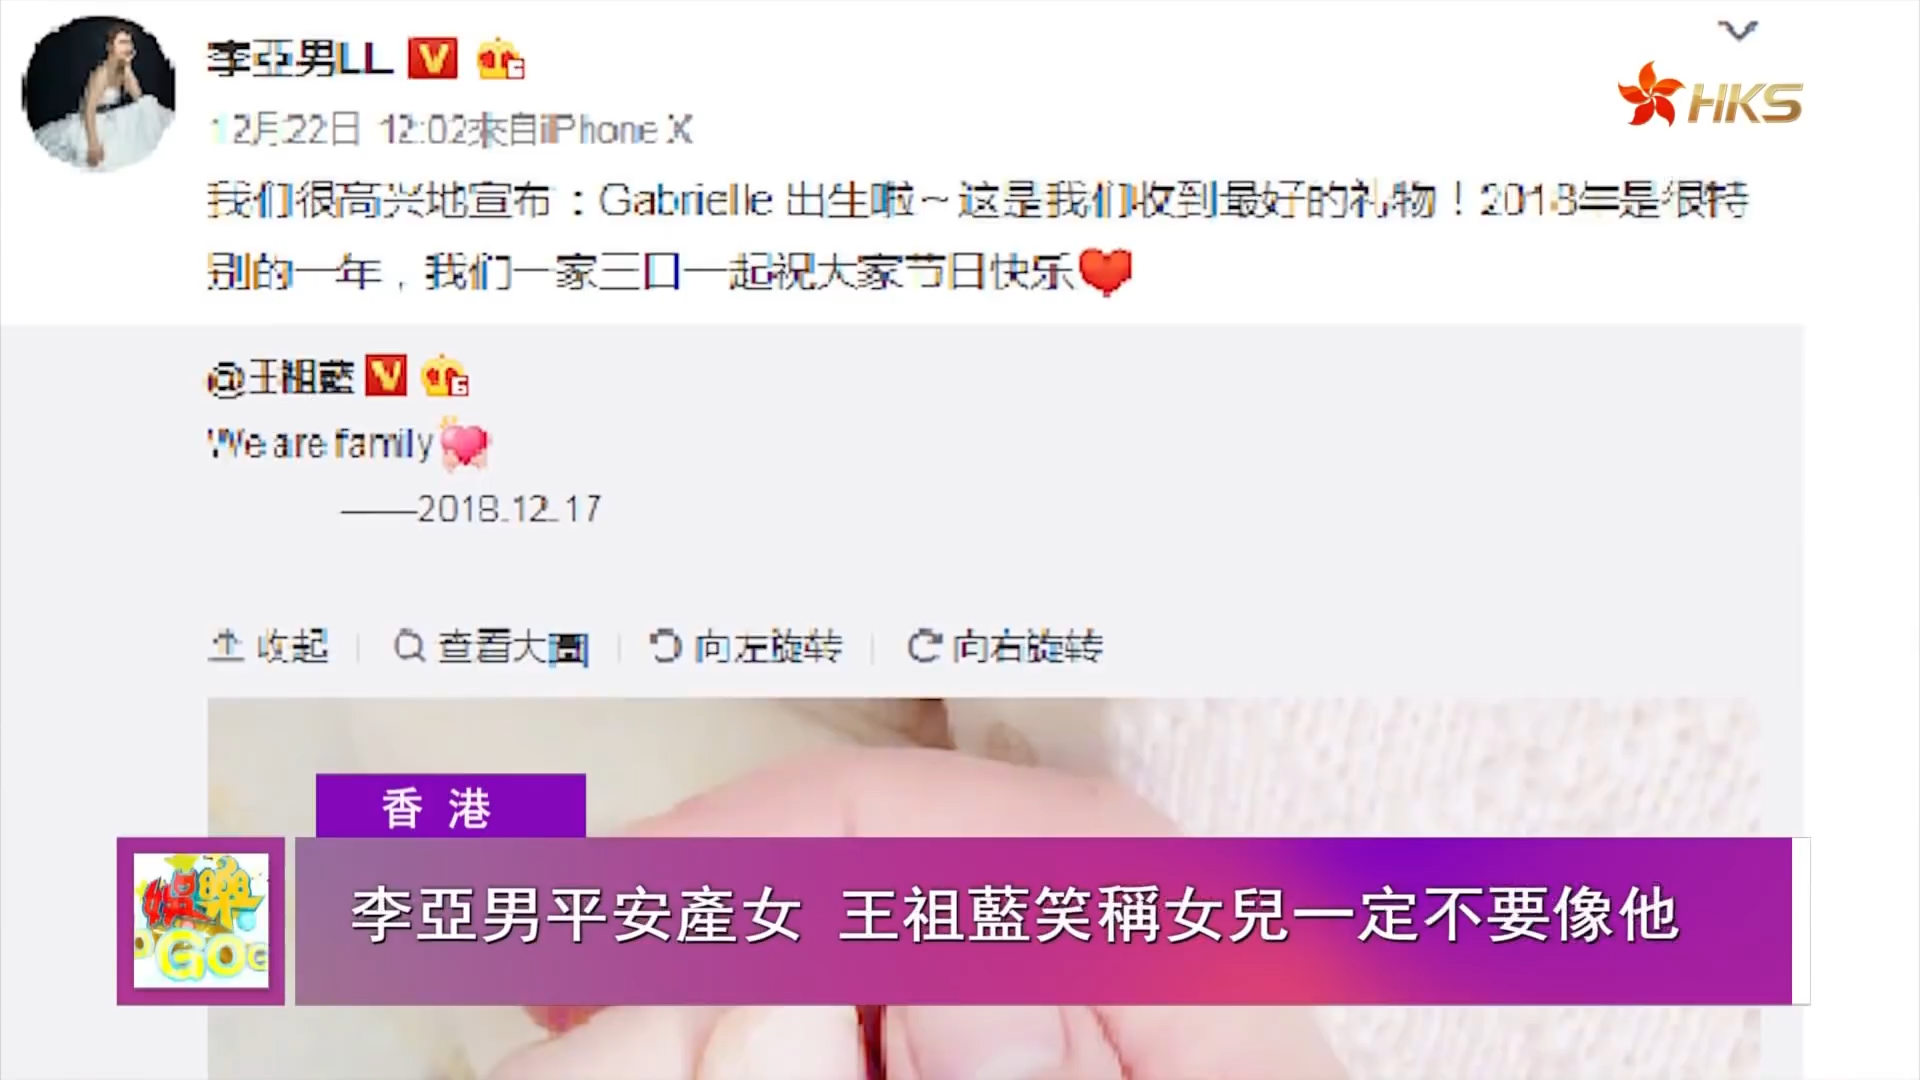 李亞男LL
12月22日 12:02来自iPhone X
HKS
我们很高兴地宣布：Gabrielle 出生啦～这是我们收到最好的礼物！2018年是很特
别的一年，我们一家三口一起祝大家节日快乐
@王祖藍
We are family
——2018.12.17
收起 查看大圖 向左旋转 向右旋转
香港
娛樂
GOGO
李亞男平安產女 王祖藍笑稱女兒一定不要像他